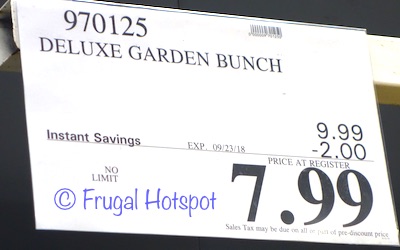 970125
DELUXE GARDEN BUNCH
9.99
Instant Savings EXP. 09/23/18 -2.00
PRICE AT REGISTER
NO
LIMIT
7.99
© Frugal Hotspot
Sales Tax may be due on all or part of pre-discount price